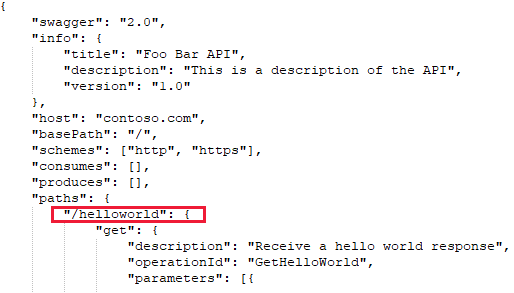 {
"swagger": "2.0",
"info": {
"title": "Foo Bar API",
"description": "This is a description of the API",
"version": "1.0"
},
"host": "contoso.com",
"basePath": "/",
"schemes": ["http", "https"],
"consumes": [],
"produces": [],
"paths": {
"/helloworld": {
"get": {
"description": "Receive a hello world response",
"operationId": "GetHelloWorld",
"parameters": [{